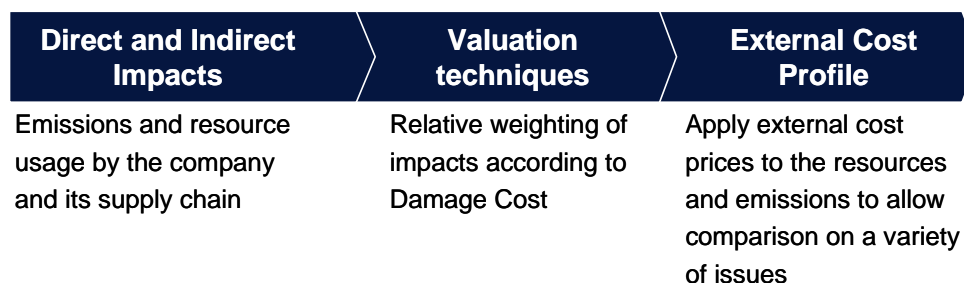 Direct and Indirect
Impacts
Emissions and resource
usage by the company
and its supply chain
Valuation
techniques
Relative weighting of
impacts according to
Damage Cost
External Cost
Profile
Apply external cost
prices to the resources
and emissions to allow
comparison on a variety
of issues